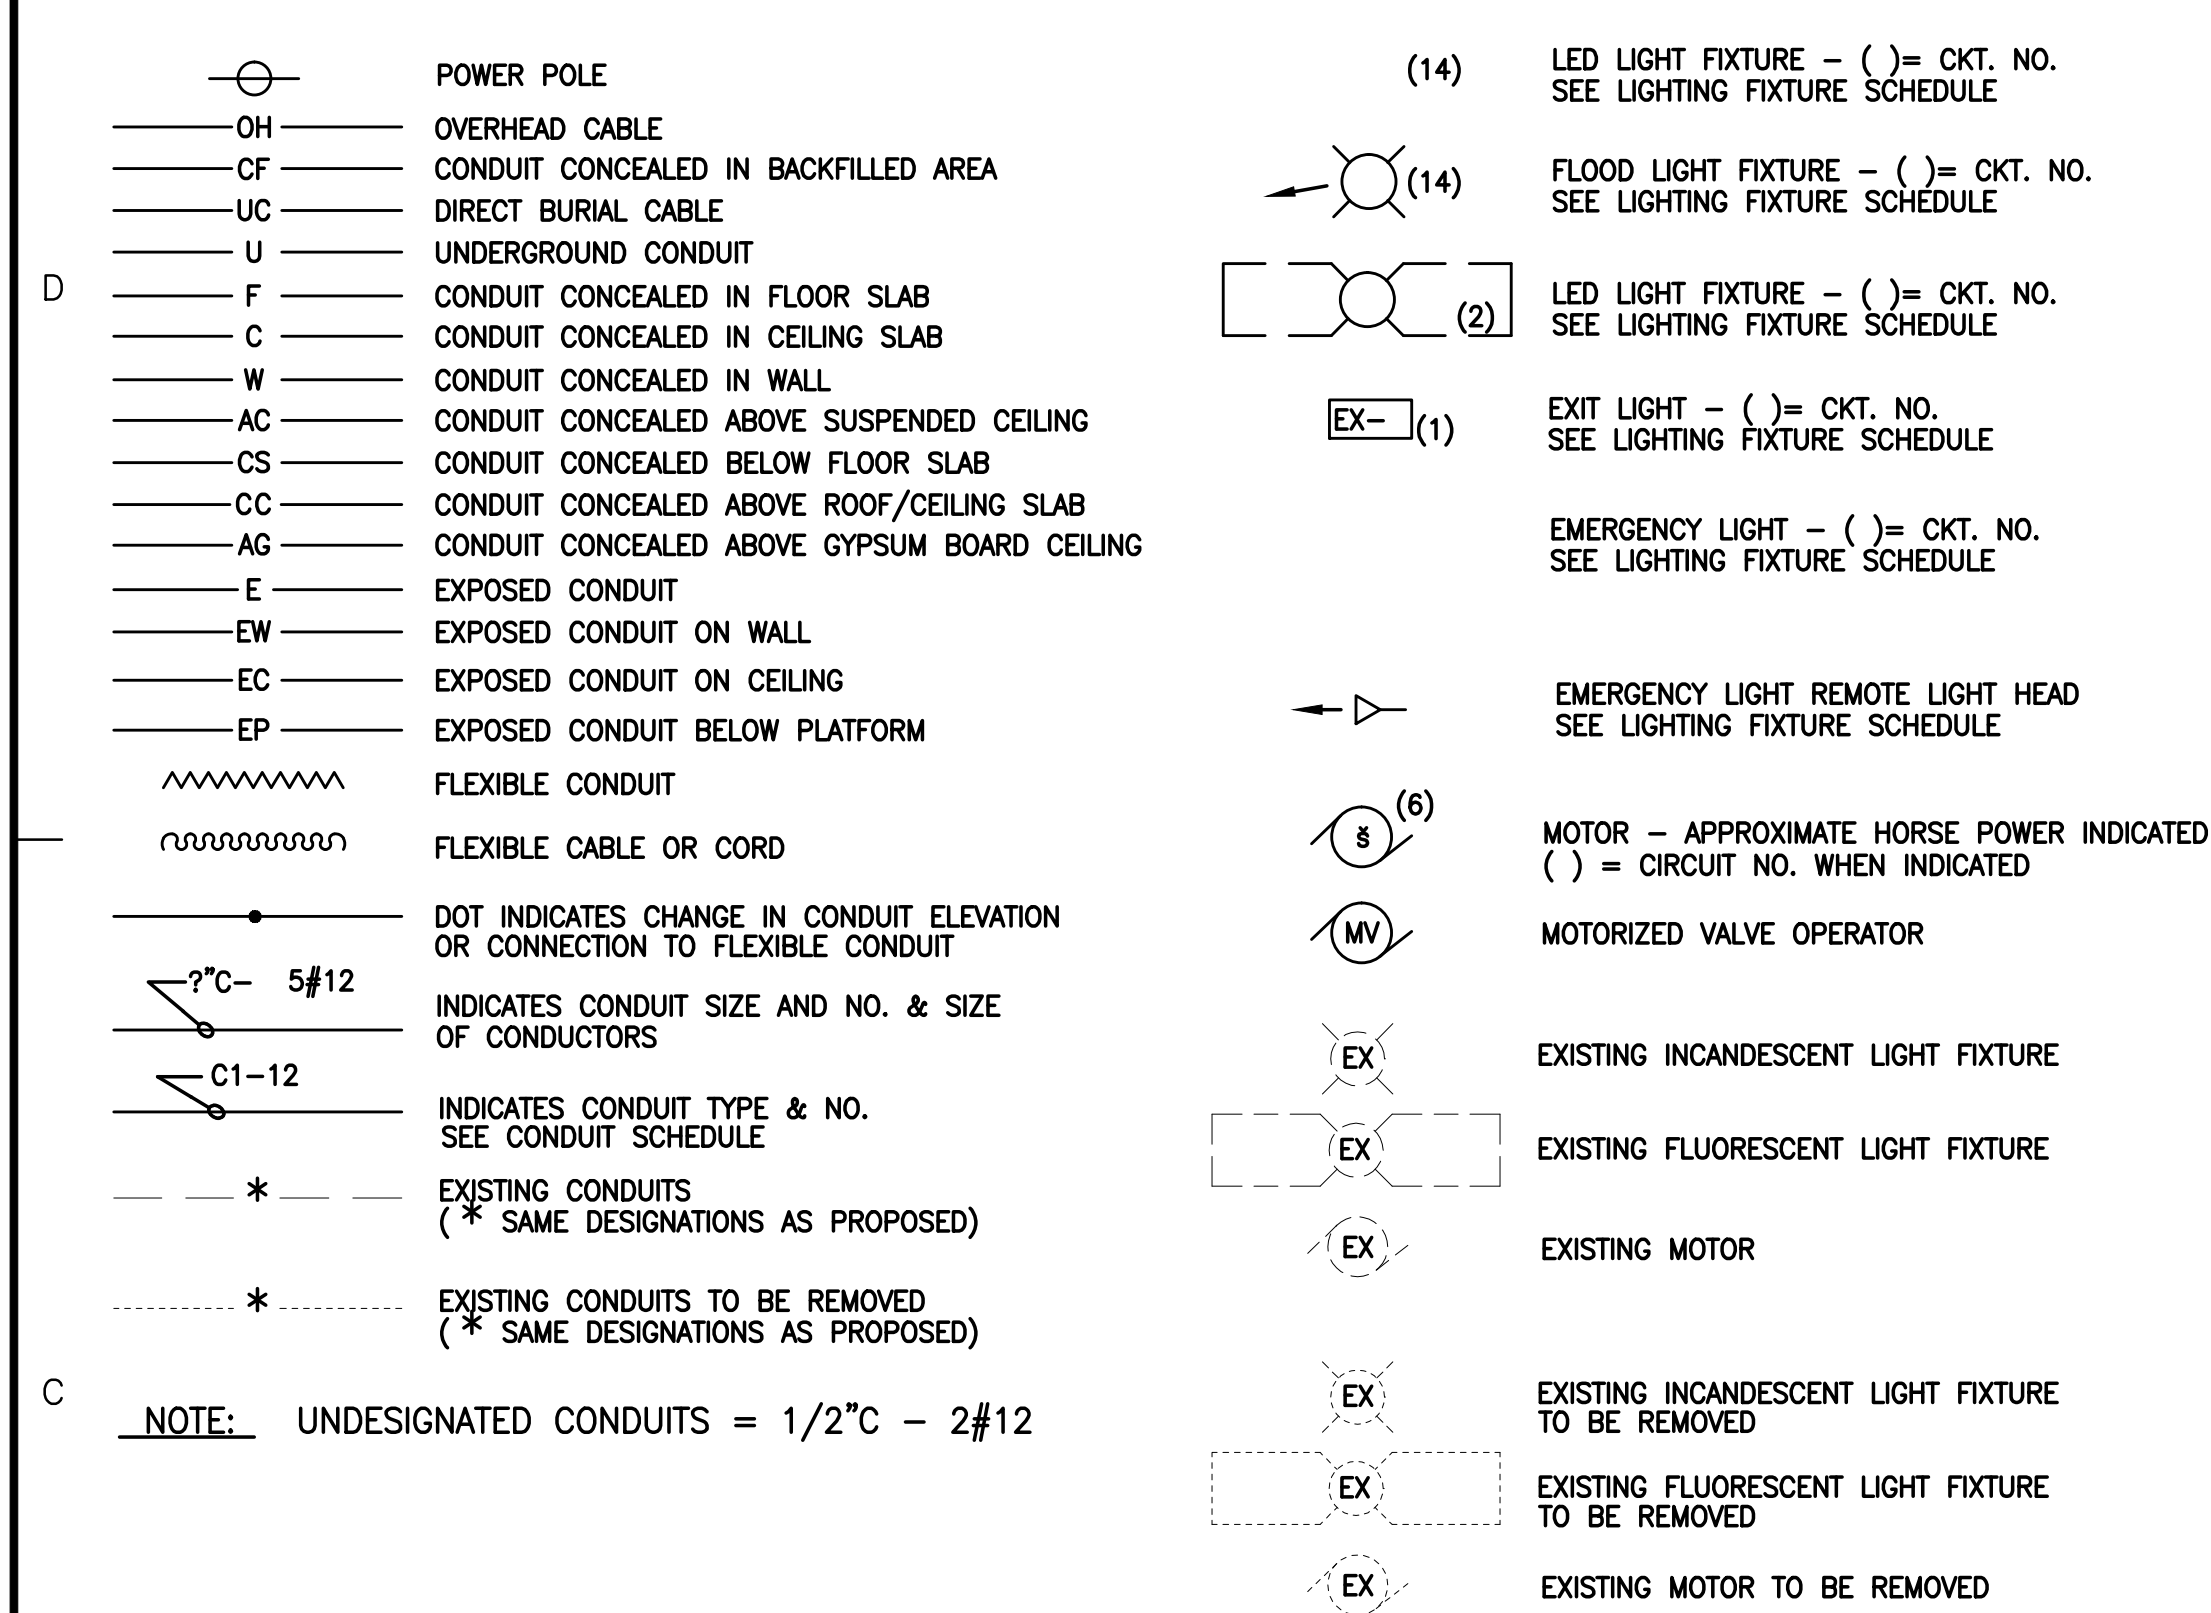 POWER POLE
OH OVERHEAD CABLE
CF CONDUIT CONCEALED IN BACKFILLED AREA
UC DIRECT BURIAL CABLE
U UNDERGROUND CONDUIT
D
F CONDUIT CONCEALED IN FLOOR SLAB
C CONDUIT CONCEALED IN CEILING SLAB
W CONDUIT CONCEALED IN WALL
AC CONDUIT CONCEALED ABOVE SUSPENDED CEILING
CS CONDUIT CONCEALED BELOW FLOOR SLAB
CC CONDUIT CONCEALED ABOVE ROOF/CEILING SLAB
AG CONDUIT CONCEALED ABOVE GYPSUM BOARD CEILING
E EXPOSED CONDUIT
EW EXPOSED CONDUIT ON WALL
EC EXPOSED CONDUIT ON CEILING
EP EXPOSED CONDUIT BELOW PLATFORM
FLEXIBLE CONDUIT
FLEXIBLE CABLE OR CORD
DOT INDICATES CHANGE IN CONDUIT ELEVATION
OR CONNECTION TO FLEXIBLE CONDUIT
?"C- 5#12
INDICATES CONDUIT SIZE AND NO. & SIZE
OF CONDUCTORS
C1-12
INDICATES CONDUIT TYPE & NO.
SEE CONDUIT SCHEDULE
* EXISTING CONDUITS
( * SAME DESIGNATIONS AS PROPOSED)
* EXISTING CONDUITS TO BE REMOVED
( * SAME DESIGNATIONS AS PROPOSED)
C
NOTE: UNDESIGNATED CONDUITS = 1/2"C - 2#12
(14) LED LIGHT FIXTURE - ( )= CKT. NO.
SEE LIGHTING FIXTURE SCHEDULE
(14) FLOOD LIGHT FIXTURE - ( )= CKT. NO.
SEE LIGHTING FIXTURE SCHEDULE
(2) LED LIGHT FIXTURE - ( )= CKT. NO.
SEE LIGHTING FIXTURE SCHEDULE
EX- (1) EXIT LIGHT - ( )= CKT. NO.
SEE LIGHTING FIXTURE SCHEDULE
EMERGENCY LIGHT - ( )= CKT. NO.
SEE LIGHTING FIXTURE SCHEDULE
EMERGENCY LIGHT REMOTE LIGHT HEAD
SEE LIGHTING FIXTURE SCHEDULE
(6)
š MOTOR - APPROXIMATE HORSE POWER INDICATED
( ) = CIRCUIT NO. WHEN INDICATED
MV MOTORIZED VALVE OPERATOR
EX EXISTING INCANDESCENT LIGHT FIXTURE
EX EXISTING FLUORESCENT LIGHT FIXTURE
EX EXISTING MOTOR
EX EXISTING INCANDESCENT LIGHT FIXTURE
TO BE REMOVED
EX EXISTING FLUORESCENT LIGHT FIXTURE
TO BE REMOVED
EX EXISTING MOTOR TO BE REMOVED